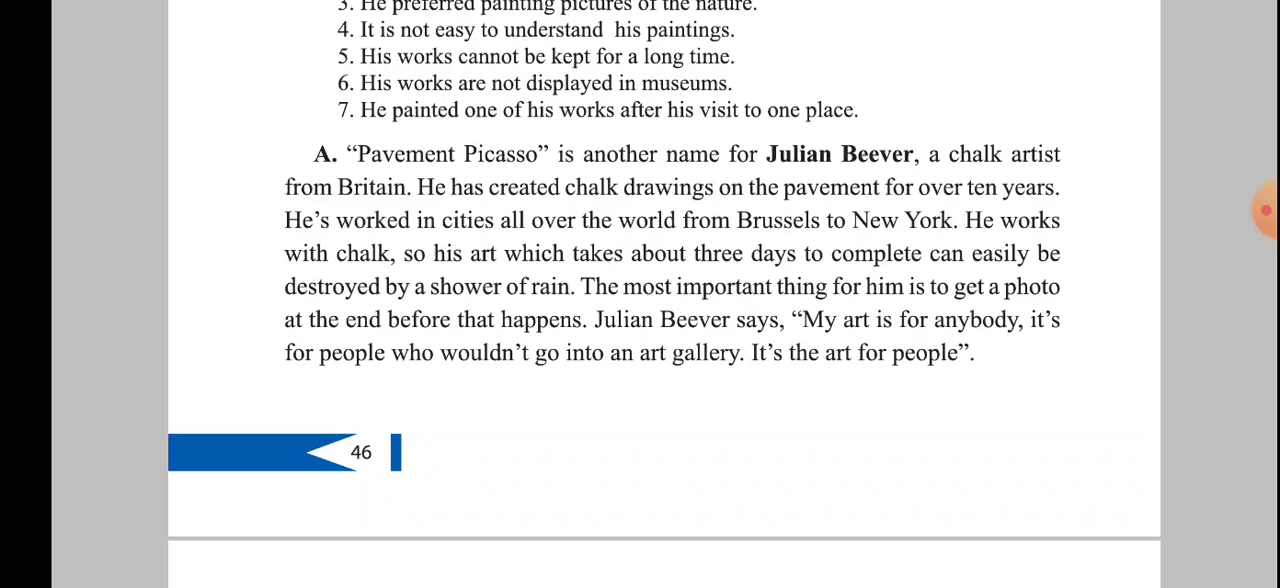 3. He preferred painting pictures of the nature.
4. It is not easy to understand his paintings.
5. His works cannot be kept for a long time.
6. His works are not displayed in museums.
7. He painted one of his works after his visit to one place.
A. “Pavement Picasso” is another name for Julian Beever, a chalk artist
from Britain. He has created chalk drawings on the pavement for over ten years.
He’s worked in cities all over the world from Brussels to New York. He works
with chalk, so his art which takes about three days to complete can easily be
destroyed by a shower of rain. The most important thing for him is to get a photo
at the end before that happens. Julian Beever says, “My art is for anybody, it’s
for people who wouldn’t go into an art gallery. It’s the art for people”.
46